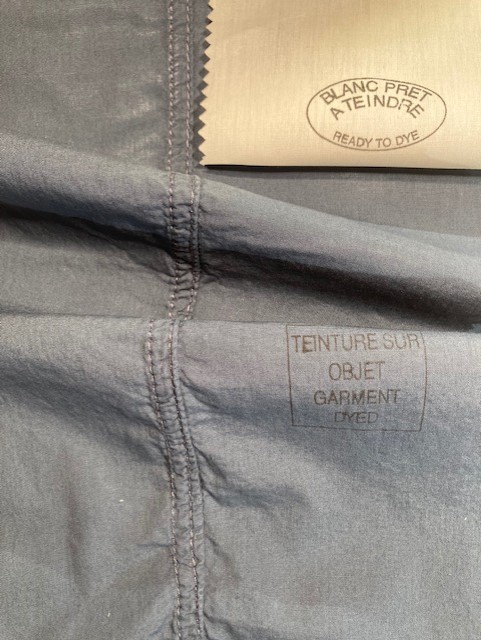 BLANC PRET
A TEINDRE
READY TO DYE
TEINTURE SUR
OBJET
GARMENT
DYED